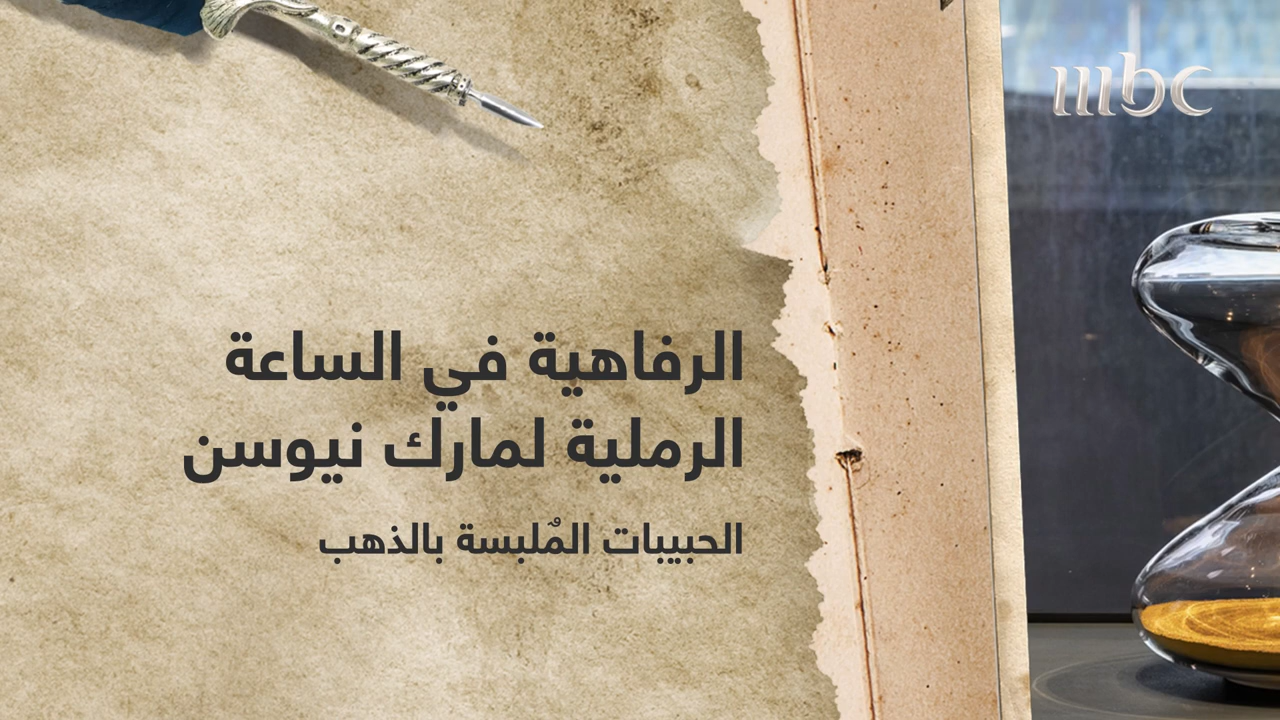 mbc
الرفاهية في الساعة
الرملية لمارك نيوسن
الحبيبات المُلبسة بالذهب